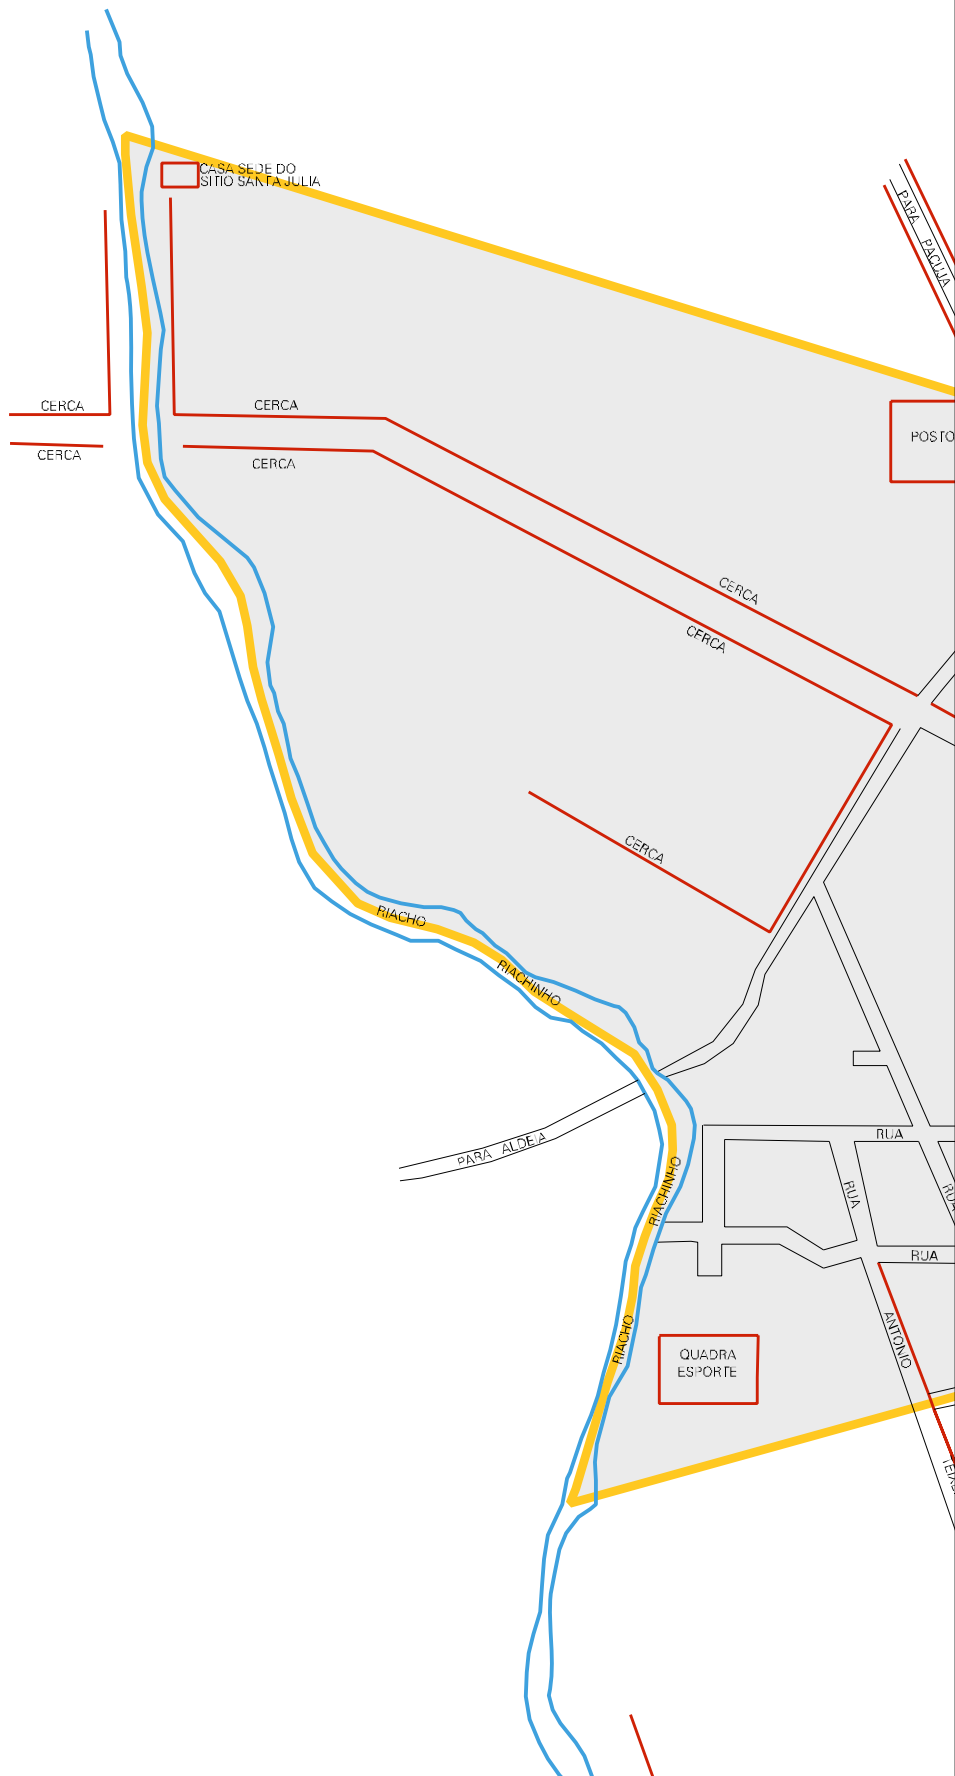 CASA SEDE DO
SITIO SANTA JULIA
PARA PACUJA
CERCA
CERCA
CERCA
CERCA
POSTO
CERCA
CERCA
CERCA
RIACHO
RIACHINHO
PARA ALDEIA
RUA
RIACHINHO
RUA
RUA
RUA
RIACHO
ANTONIO
QUADRA
ESPORTE